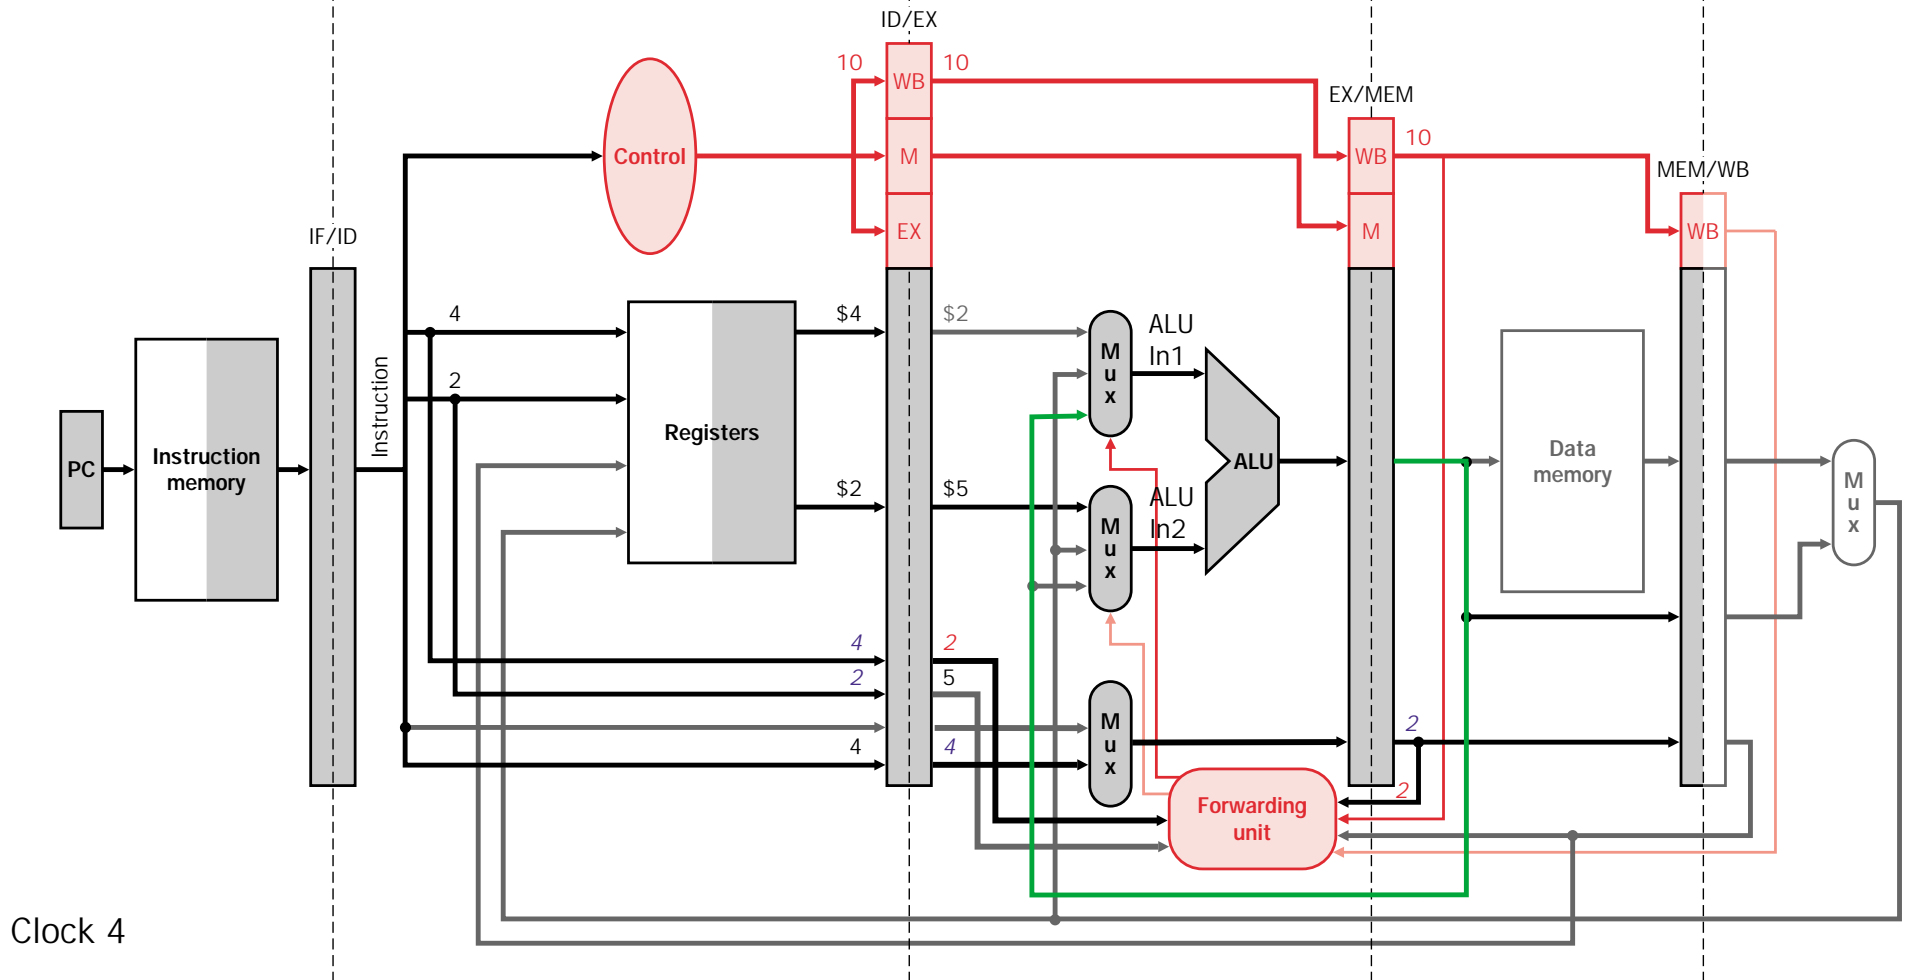 ID/EX
10
WB
10
EX/MEM
10
Control
M
WB
MEM/WB
IF/ID
EX
M
WB
4
$4
$2
ALU
In1
M
u
x
Instruction
2
PC
Instruction
memory
Registers
ALU
Data
memory
M
u
x
$2
$5
ALU
In2
M
u
x
4
2
2
5
4
4
M
u
x
2
2
Forwarding
unit
Clock 4